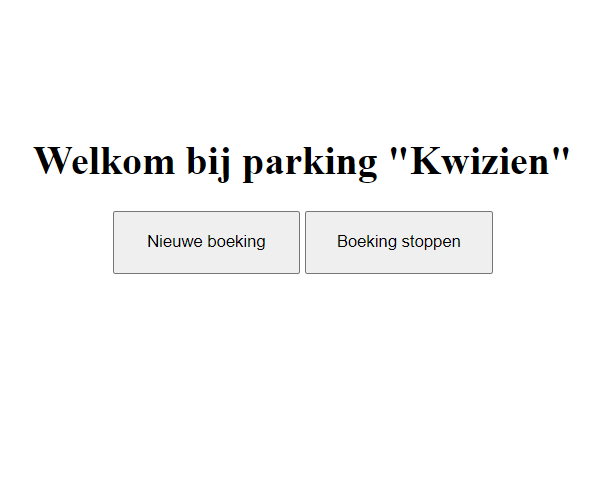 Welkom bij parking "Kwizien"
Nieuwe boeking
Boeking stoppen